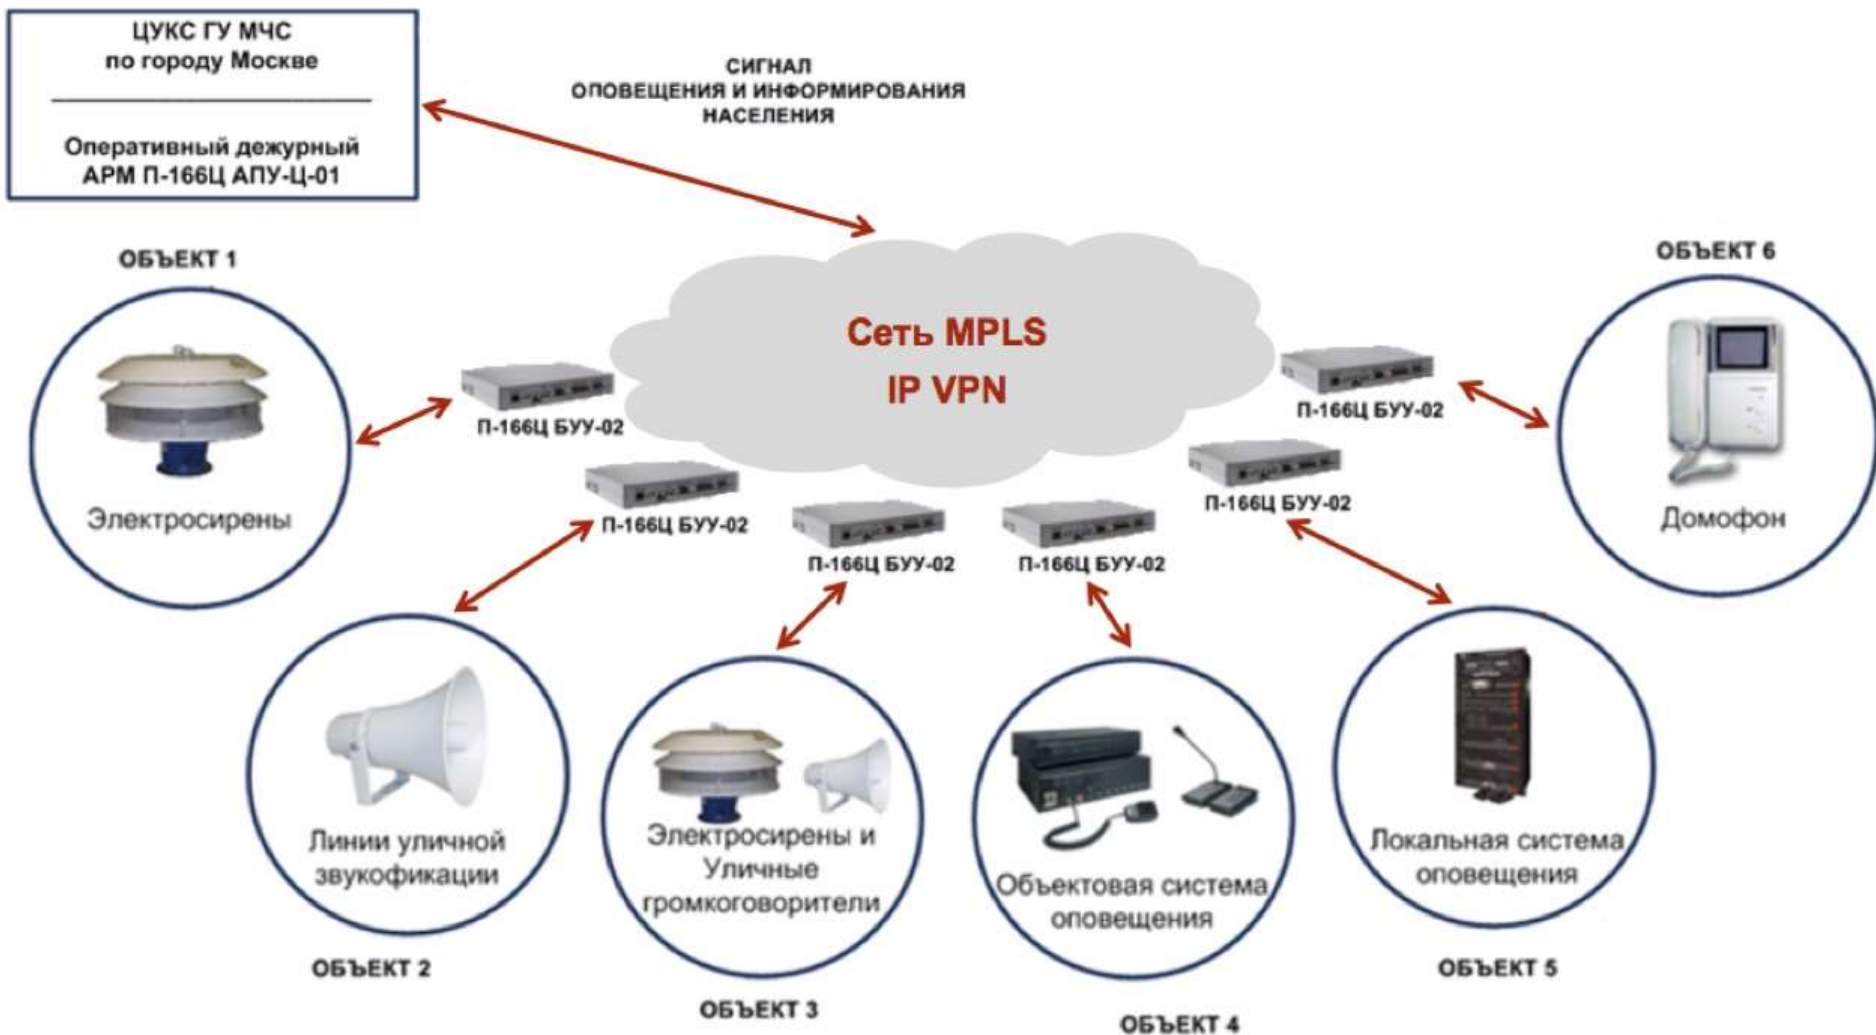 ЦУКС ГУ МЧС
по городу Москве
Оперативный дежурный
АРМ П-166Ц АПУ-Ц-01
СИГНАЛ
ОПОВЕЩЕНИЯ И ИНФОРМИРОВАНИЯ
НАСЕЛЕНИЯ
Сеть MPLS
IP VPN
ОБЪЕКТ 1
Электросирены
П-166Ц БУУ-02
П-166Ц БУУ-02
П-166Ц БУУ-02
П-166Ц БУУ-02
П-166Ц БУУ-02
П-166Ц БУУ-02
ОБЪЕКТ 6
Домофон
Линии уличной
звукофикации
ОБЪЕКТ 2
Электросирены и
Уличные
громкоговорители
ОБЪЕКТ 3
Объектовая система
оповещения
ОБЪЕКТ 4
Локальная система
оповещения
ОБЪЕКТ 5